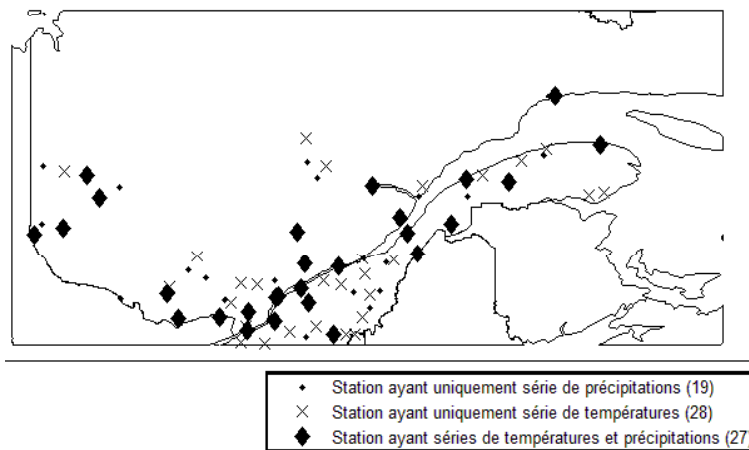 Station ayant uniquement série de précipitations (19)
Station ayant uniquement série de températures (28)
Station ayant séries de températures et précipitations (27)